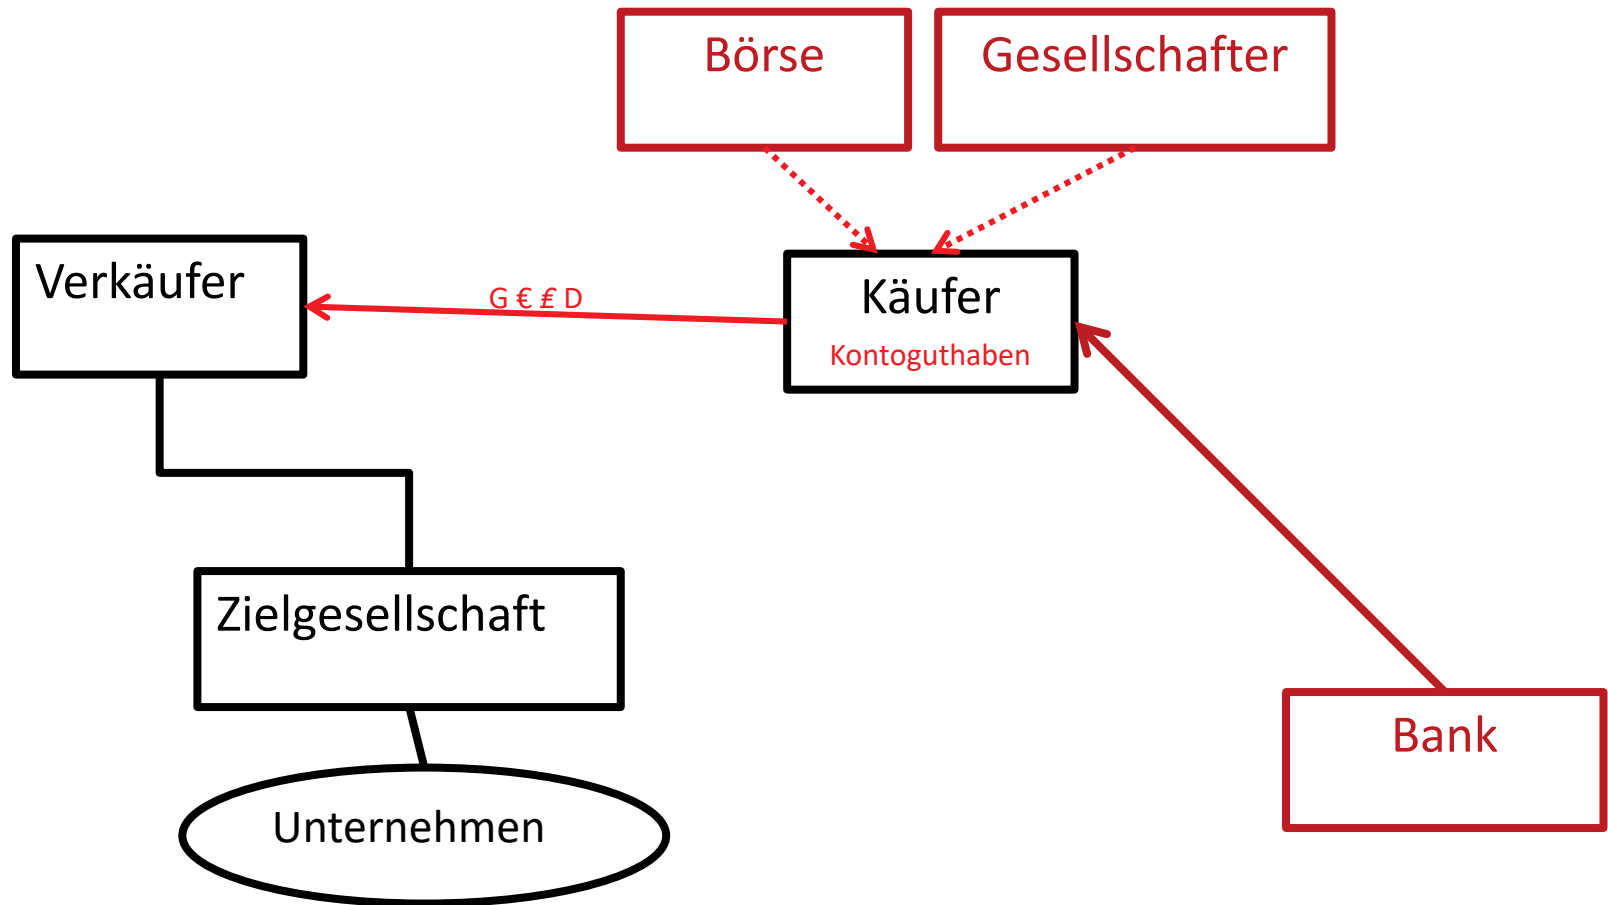 Börse
Gesellschafter
Verkäufer
G € ₤ D
Käufer
Kontoguthaben
Zielgesellschaft
Bank
Unternehmen